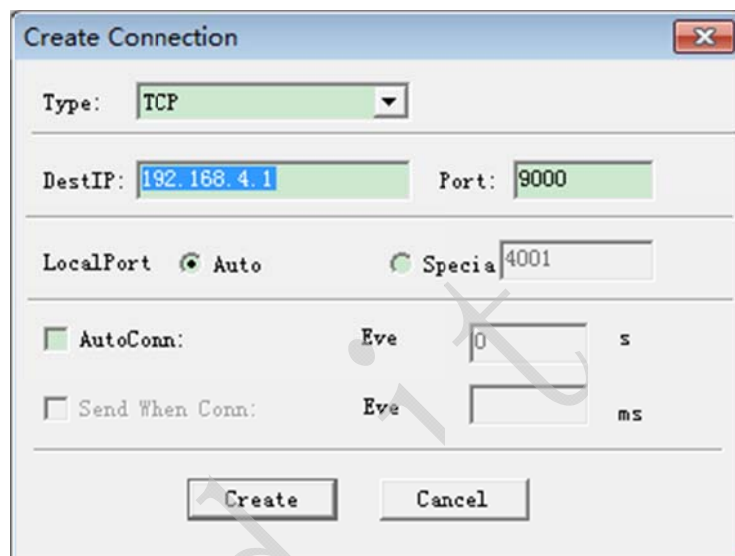 Create Connection
Type: TCP
DestIP: 192.168.4.1 Port: 9000
LocalPort Auto Specia 4001
AutoConn: Eve 0 s
Send When Conn: Eve ms
Create Cancel